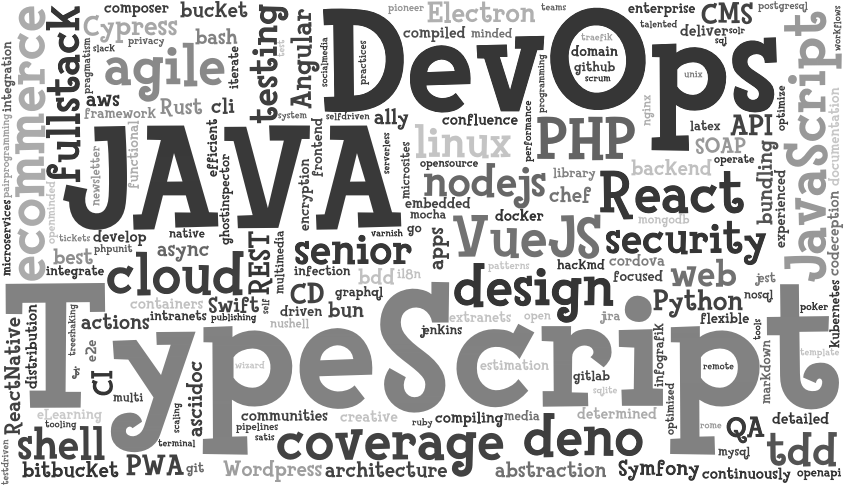 composer
bucket
pioneer
Electron
teams
enterprise
CMS
postgresql
Cypress
privacy
slack
bash
testing
Angular
socialmedia
practices
DevOps
compiled
minded
traefik
talented
deliver
solr
sql
workflows
integration
ecommerce
fullstack
pragmatism
agile
iterate
test
domain
github
scrum
unix
programming
JavaScript
aws
framework
Rust
cli
system
selfdriven
ally
confluence
performance
nginx
latex
API
optimize
documentation
pairprogramming
openminded
microservices
newsletter
functional
JAVA
efficient
ghostinspector
encryption
frontend
serverless
microsites
linux
opensource
PHP
SOAP
operate
library
backend
bundling
experienced
nodejs
chef
React
embedded
mocha
docker
mongodb
codeception
tickets
develop
native
varnish
go
phpunit
best
async
REST
multimedia
senior
apps
VueJS
security
integrate
cloud
infection
bdd
i18n
patterns
hackmd
cordova
focused
web
jest
nosql
kubernetes
containers
Swift
self
CD
graphql
design
Python
poker
intranets
publishing
driven
bun
extranets
open
jira
flexible
tools
TypeScript
ReactNative
distribution
treeshaking
actions
nushell
jenkins
infografik
markdown
template
e2e
CI
wizard
estimation
gitlab
remote
multi
asciidoc
sqlite
optimized
eLearning
tooling
scaling
communities
creative
ruby
compiling
media
determined
rome
QA
detailed
testdriven
shell
terminal
pipelines
satis
coverage
deno
mysql
tdd
bitbucket
PWA
git
Wordpress
architecture
abstraction
Symfony
continuously
openapi